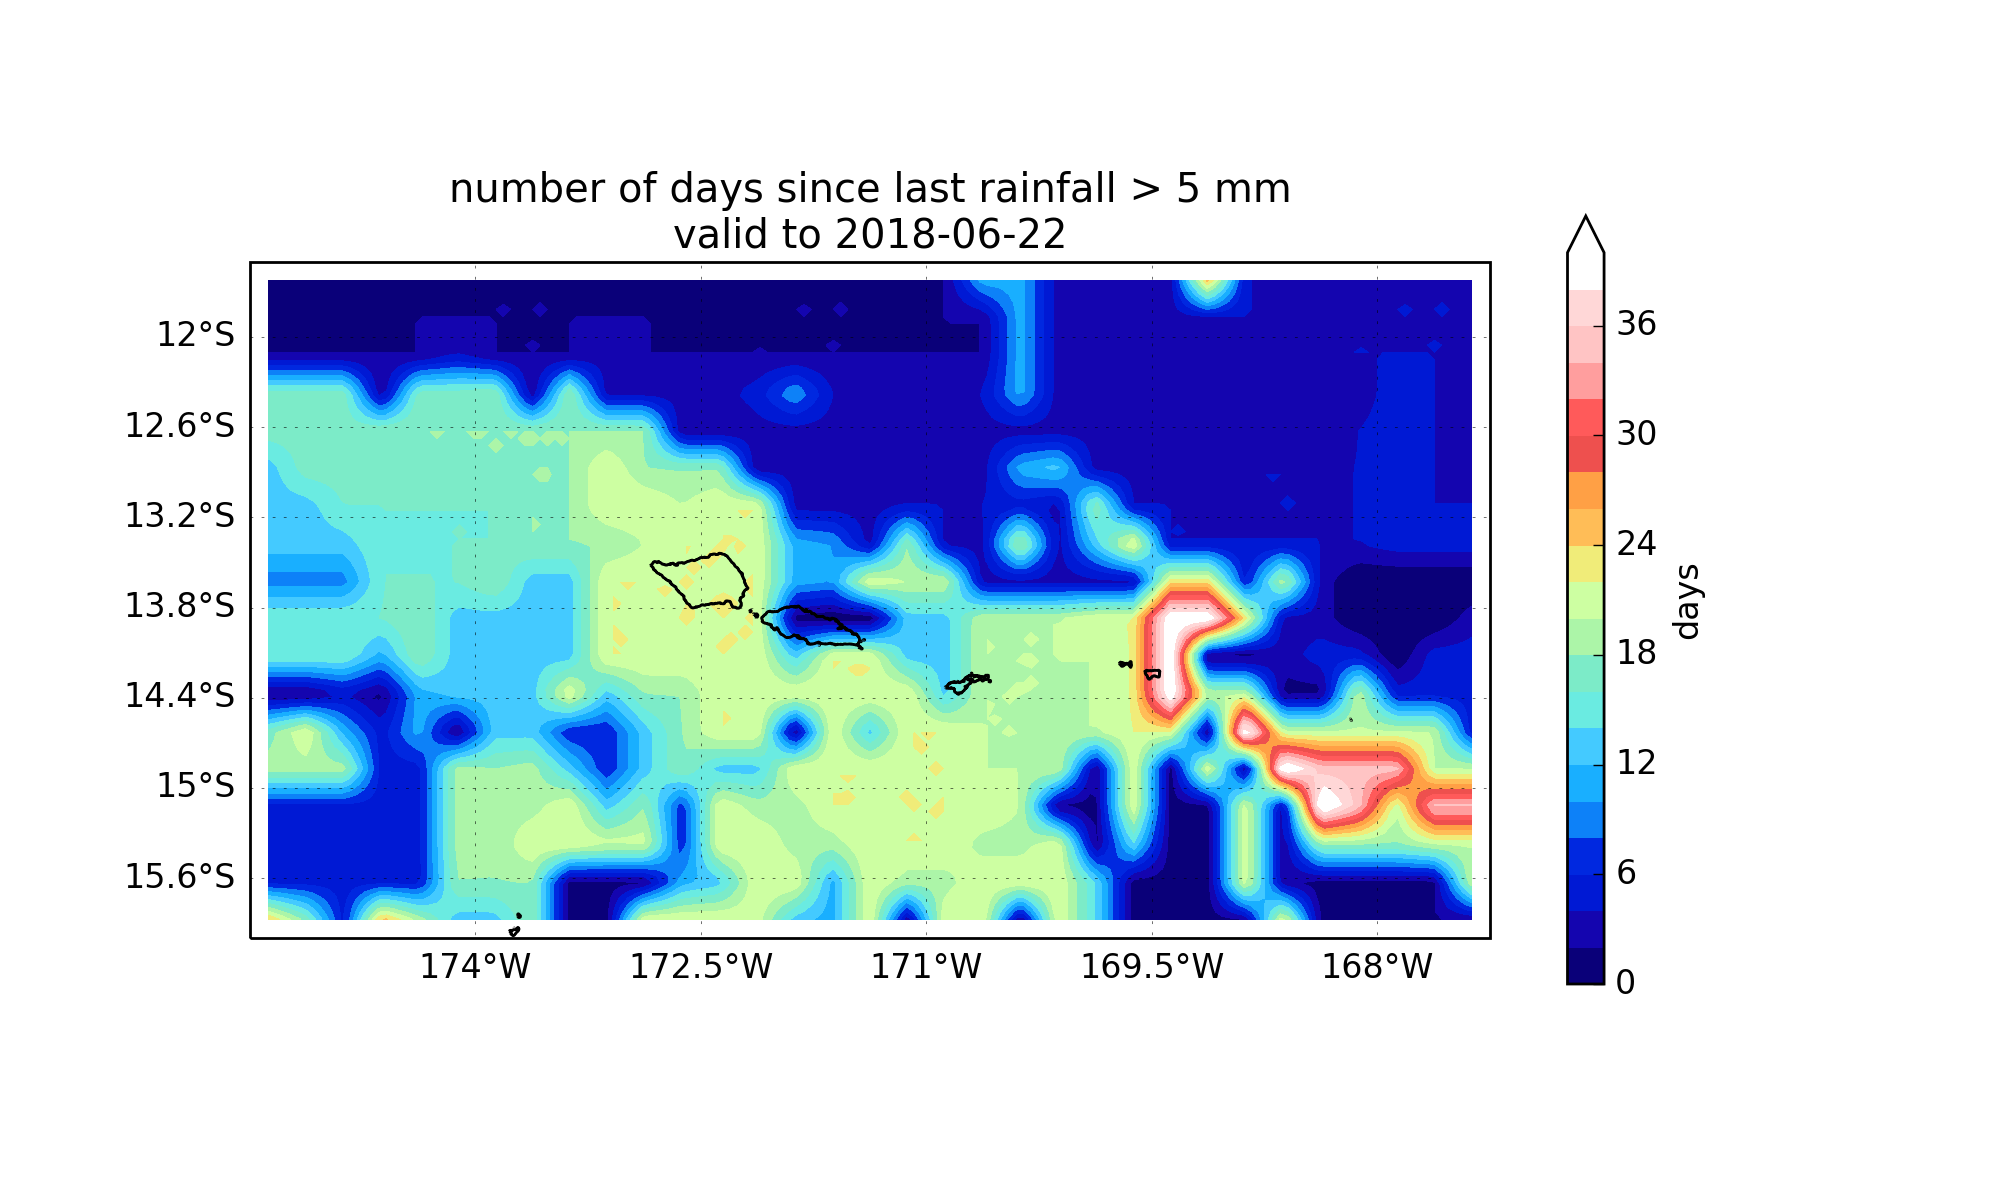 number of days since last rainfall > 5 mm
valid to 2018-06-22
12°S
12.6°S
13.2°S
13.8°S
14.4°S
15°S
15.6°S
174°W
172.5°W
171°W
169.5°W
168°W
36
30
24
18
12
6
0
days